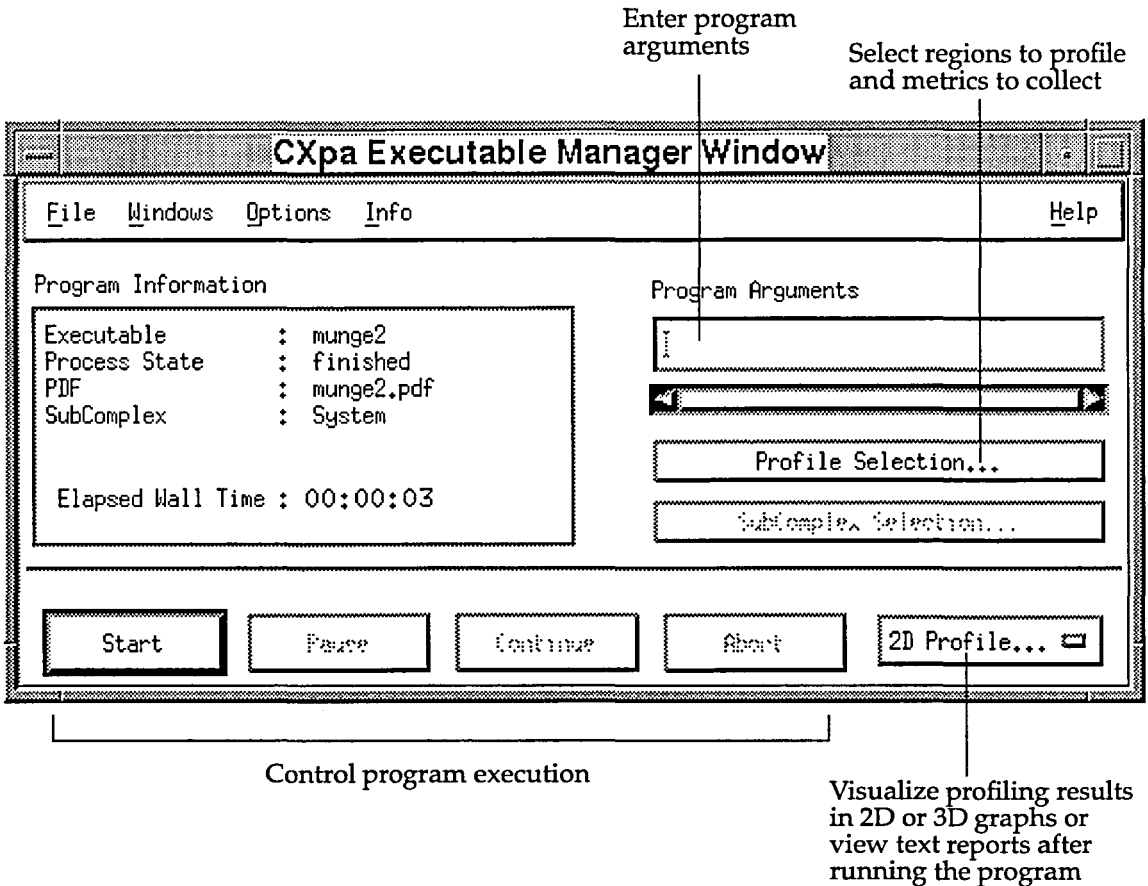 Enter program
arguments
Select regions to profile
and metrics to collect
CXpa Executable Manager Window
File Windows Options Info Help
Program Information
Executable : munge2
Process State : finished
PDF : munge2.pdf
SubComplex : System
Elapsed Wall Time : 00:00:03
Program Arguments
Profile Selection...
SubComplex Selection...
Start Pause Continue Abort 2D Profile...
Control program execution
Visualize profiling results
in 2D or 3D graphs or
view text reports after
running the program